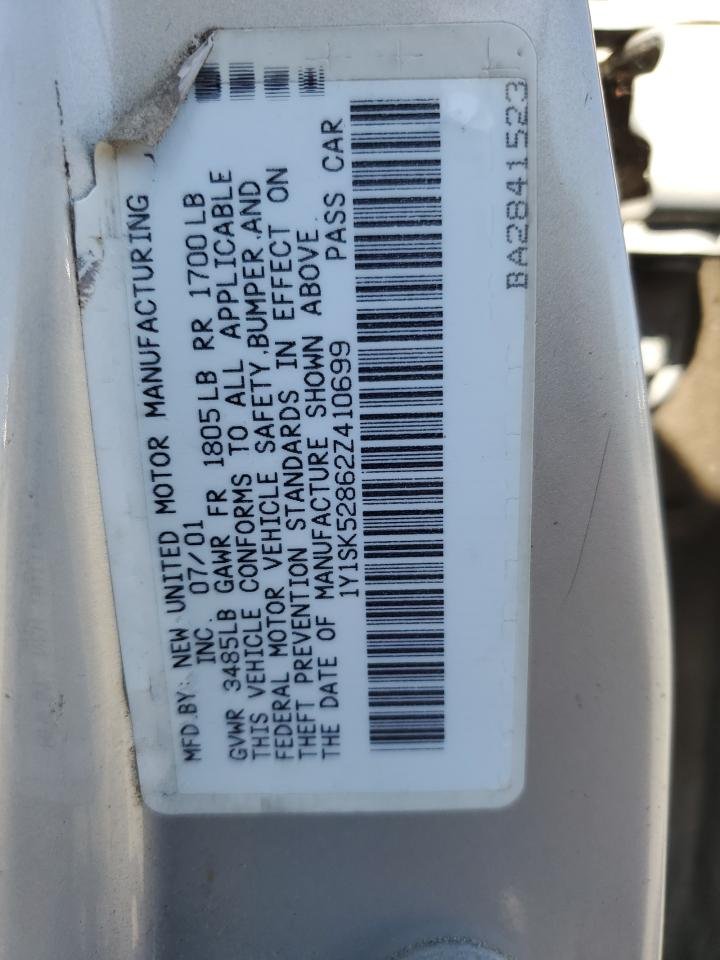 MFD.BY: NEW UNITED MOTOR MANUFACTURING ,
INC. 07/01
GVWR 3485LB GAWR FR 1805LB RR 1700LB
THIS VEHICLE CONFORMS TO ALL APPLICABLE
FEDERAL MOTOR VEHICLE SAFETY,BUMPER,AND
THEFT PREVENTION STANDARDS IN EFFECT ON
THE DATE OF MANUFACTURE SHOWN ABOVE.
1Y1SK52862Z410699 PASS CAR
BA2841523